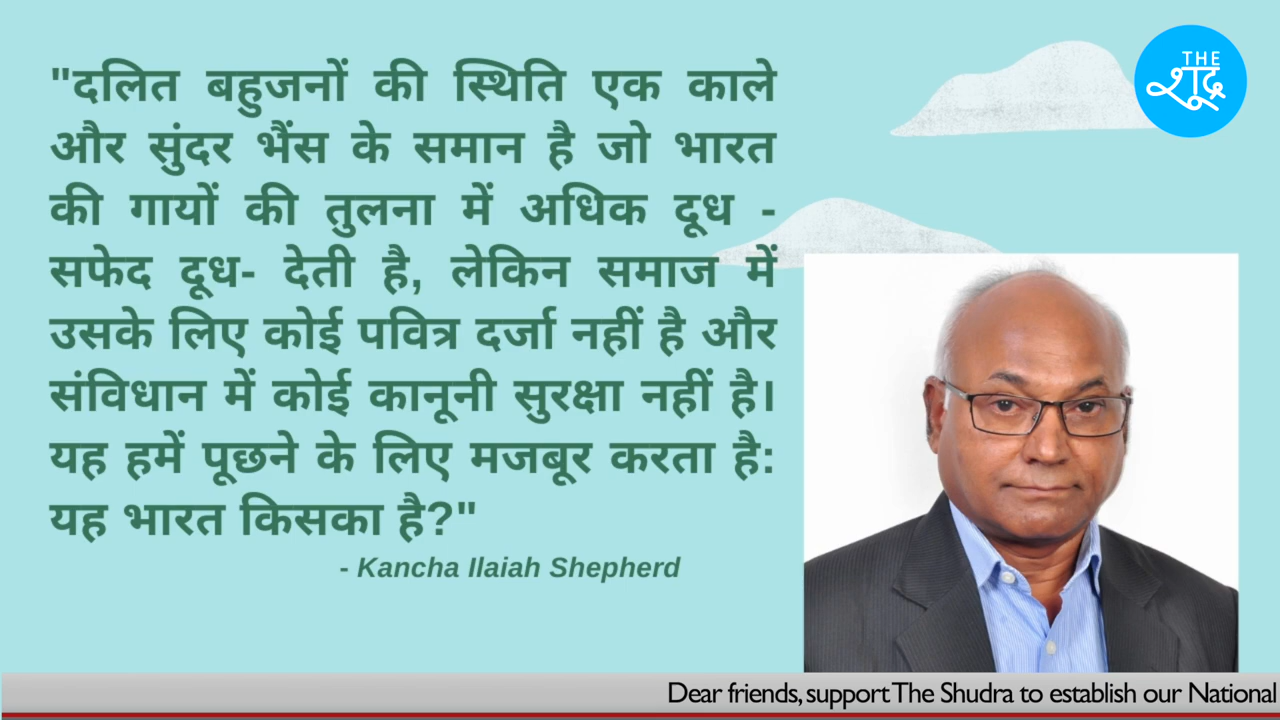 "दलित बहुजनों की स्थिति एक काले
और सुंदर भैंस के समान है जो भारत
की गायों की तुलना में अधिक दूध -
सफेद दूध- देती है, लेकिन समाज में
उसके लिए कोई पवित्र दर्जा नहीं है और
संविधान में कोई कानूनी सुरक्षा नहीं है।
यह हमें पूछने के लिए मजबूर करता है:
यह भारत किसका है?"
- Kancha Ilaiah Shepherd
THE
शूद्र
Dear friends, support The Shudra to establish our National